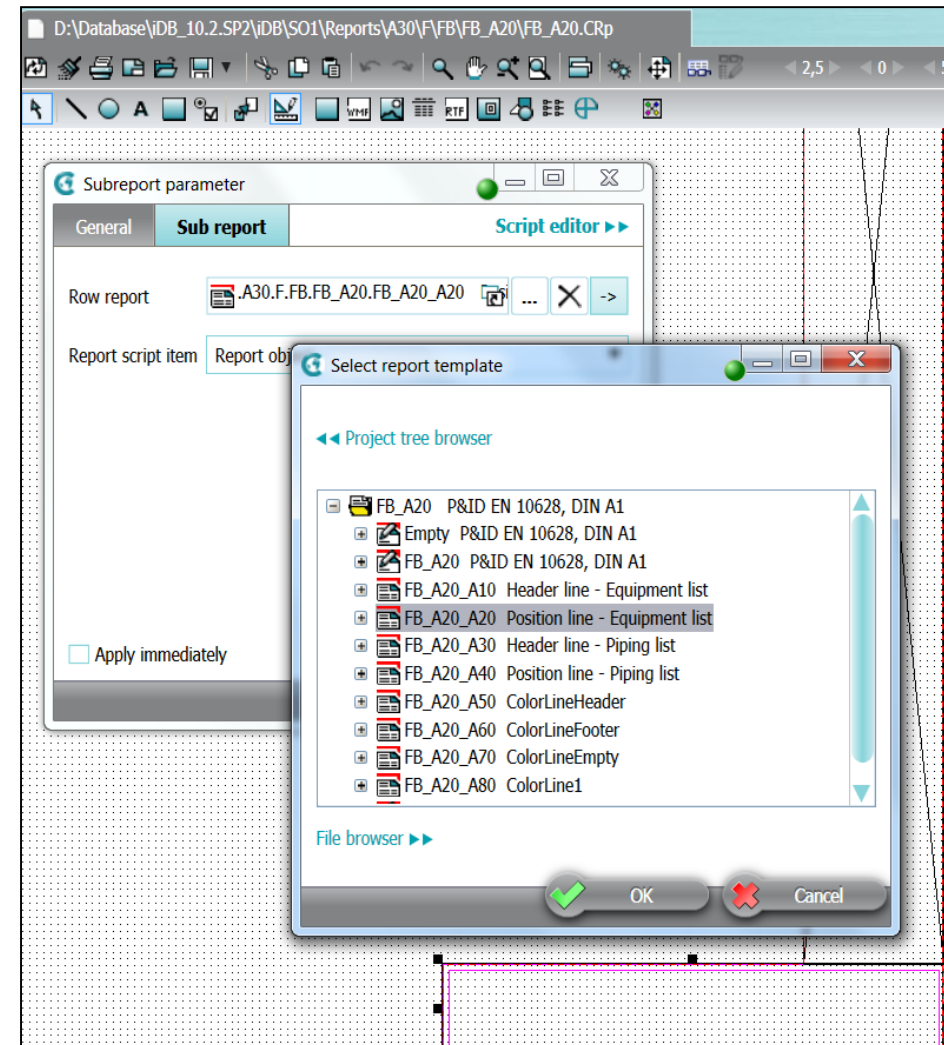 D:\Database\iDB_10.2.SP2\iDB\SO1\Reports\A30\F\FB\FB_A20\FB_A20.CRp
2,5 0
A WMF RTF
Subreport parameter
General Sub report Script editor
Row report .A30.F.FB.FB_A20.FB_A20_A20 ... ->
Report script item Report obj
Select report template
Project tree browser
FB_A20 P&ID EN 10628, DIN A1
Empty P&ID EN 10628, DIN A1
FB_A20 P&ID EN 10628, DIN A1
FB_A20_A10 Header line - Equipment list
FB_A20_A20 Position line - Equipment list
FB_A20_A30 Header line - Piping list
FB_A20_A40 Position line - Piping list
FB_A20_A50 ColorLineHeader
FB_A20_A60 ColorLineFooter
FB_A20_A70 ColorLineEmpty
FB_A20_A80 ColorLine1
Apply immediately
File browser
OK Cancel